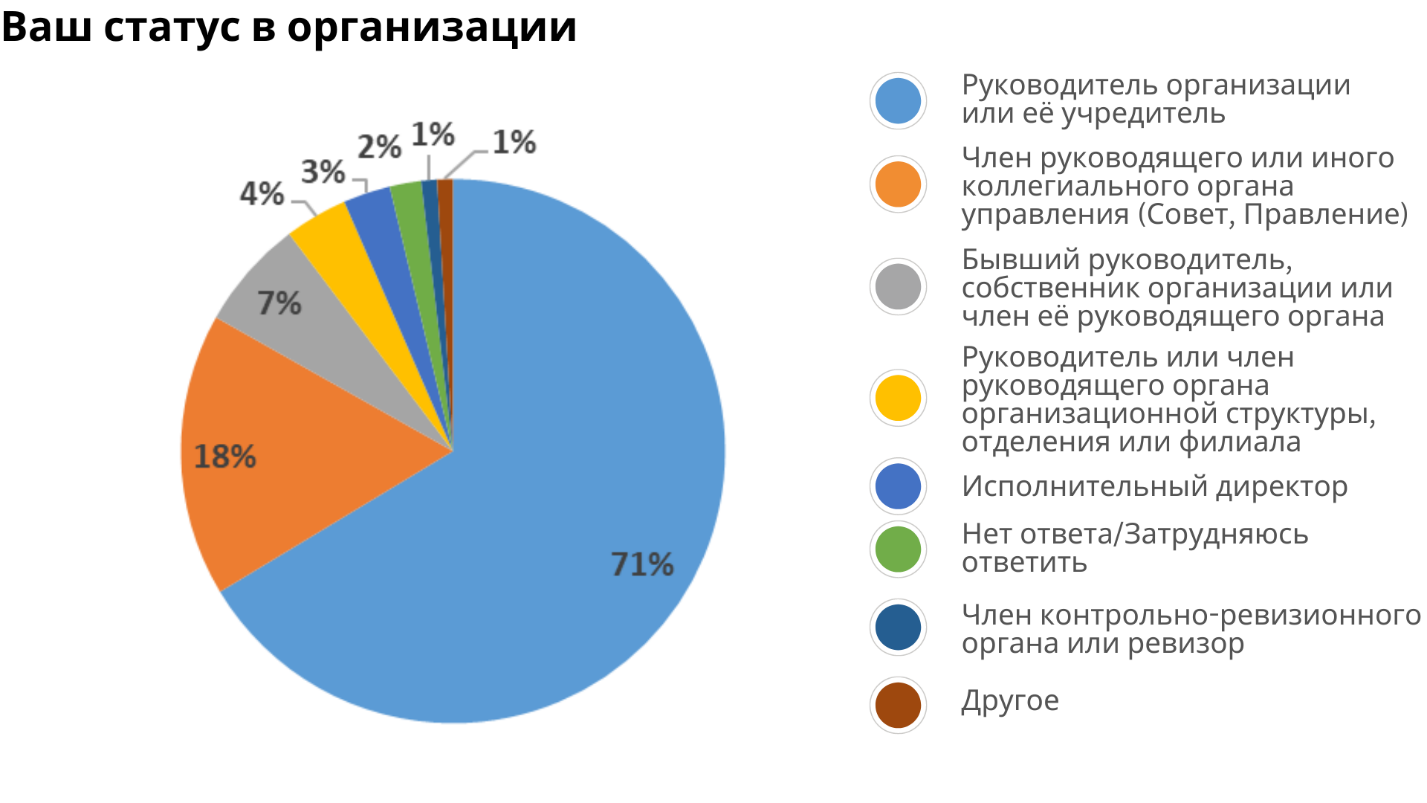 Ваш статус в организации
1%
1%
2%
3%
4%
7%
18%
71%
Руководитель организации
или её учредитель
Член руководящего или иного
коллегиального органа
управления (Совет, Правление)
Бывший руководитель,
собственник организации или
член её руководящего органа
Руководитель или член
руководящего органа
организационной структуры,
отделения или филиала
Исполнительный директор
Нет ответа/Затрудняюсь
ответить
Член контрольно-ревизионного
органа или ревизор
Другое